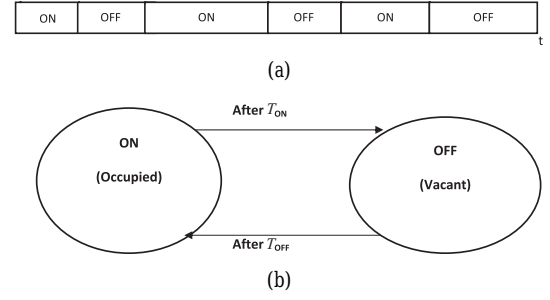 ON OFF ON OFF ON OFF
t
(a)
After T_ON
ON
(Occupied)
OFF
(Vacant)
After T_OFF
(b)